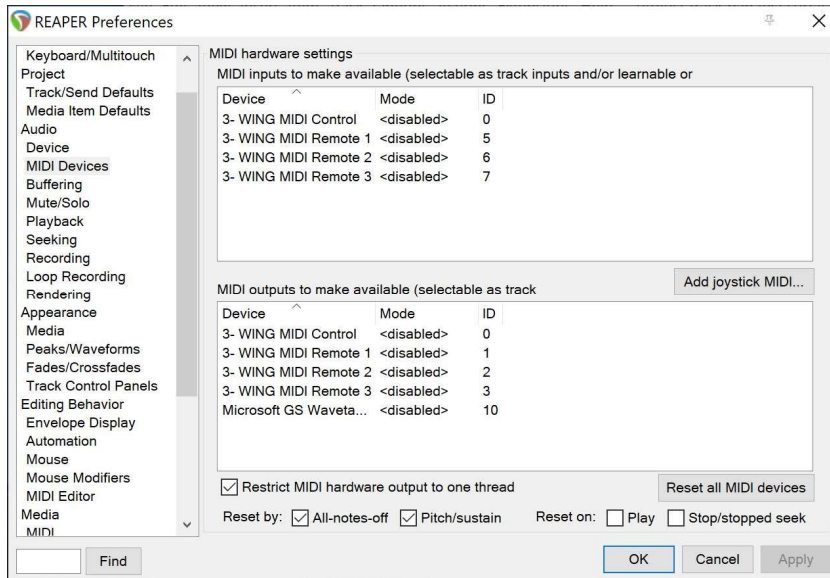 REAPER Preferences
Keyboard/Multitouch
Project
Track/Send Defaults
Media Item Defaults
Audio
Device
MIDI Devices
Buffering
Mute/Solo
Playback
Seeking
Recording
Loop Recording
Rendering
Appearance
Media
Peaks/Waveforms
Fades/Crossfades
Track Control Panels
Editing Behavior
Envelope Display
Automation
Mouse
Mouse Modifiers
MIDI Editor
Media
MIDI
Find
MIDI hardware settings
MIDI inputs to make available (selectable as track inputs and/or learnable or
Device Mode ID
3- WING MIDI Control <disabled> 0
3- WING MIDI Remote 1 <disabled> 5
3- WING MIDI Remote 2 <disabled> 6
3- WING MIDI Remote 3 <disabled> 7
Add joystick MIDI...
MIDI outputs to make available (selectable as track
Device Mode ID
3- WING MIDI Control <disabled> 0
3- WING MIDI Remote 1 <disabled> 1
3- WING MIDI Remote 2 <disabled> 2
3- WING MIDI Remote 3 <disabled> 3
Microsoft GS Waveta... <disabled> 10
Restrict MIDI hardware output to one thread
Reset all MIDI devices
Reset by: All-notes-off Pitch/sustain Reset on: Play Stop/stopped seek
OK Cancel Apply